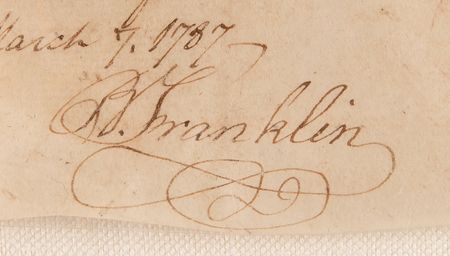 March 7, 1787
B. Franklin